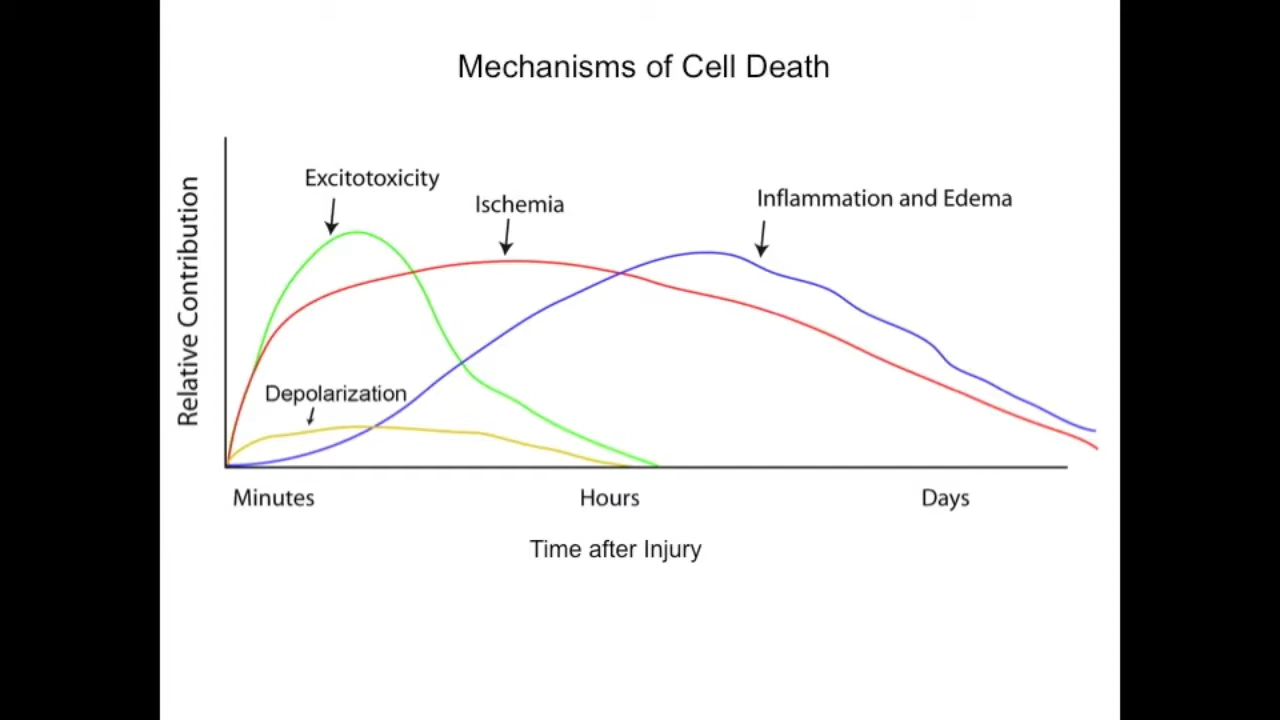 Mechanisms of Cell Death
Relative Contribution
Excitotoxicity
Ischemia
Inflammation and Edema
Depolarization
Minutes
Hours
Days
Time after Injury